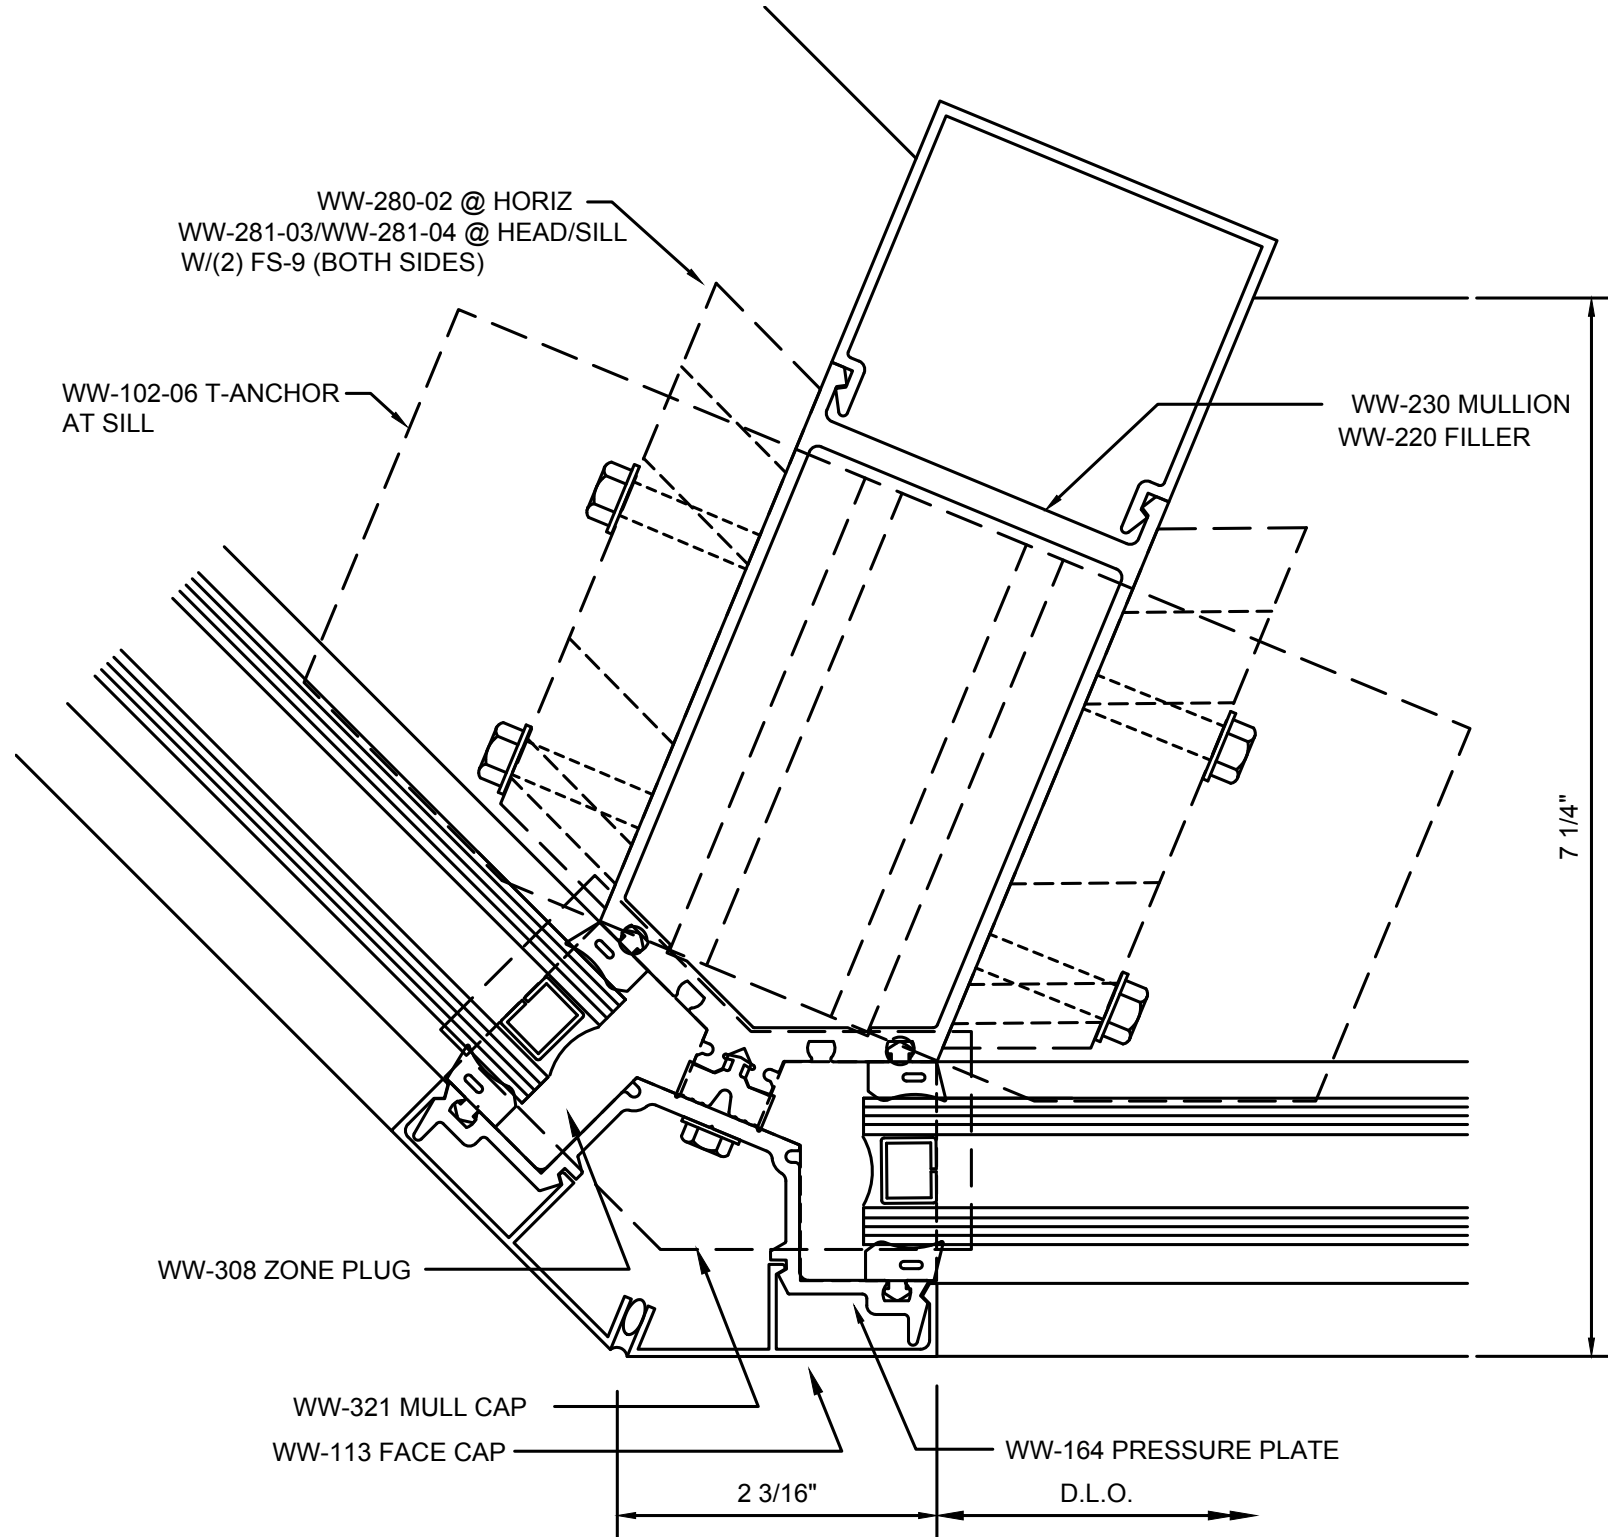 WW-280-02 @ HORIZ
WW-281-03/WW-281-04 @ HEAD/SILL
W/(2) FS-9 (BOTH SIDES)
WW-102-06 T-ANCHOR
AT SILL
WW-230 MULLION
WW-220 FILLER
7 1/4"
WW-308 ZONE PLUG
WW-321 MULL CAP
WW-113 FACE CAP
WW-164 PRESSURE PLATE
2 3/16"
D.L.O.